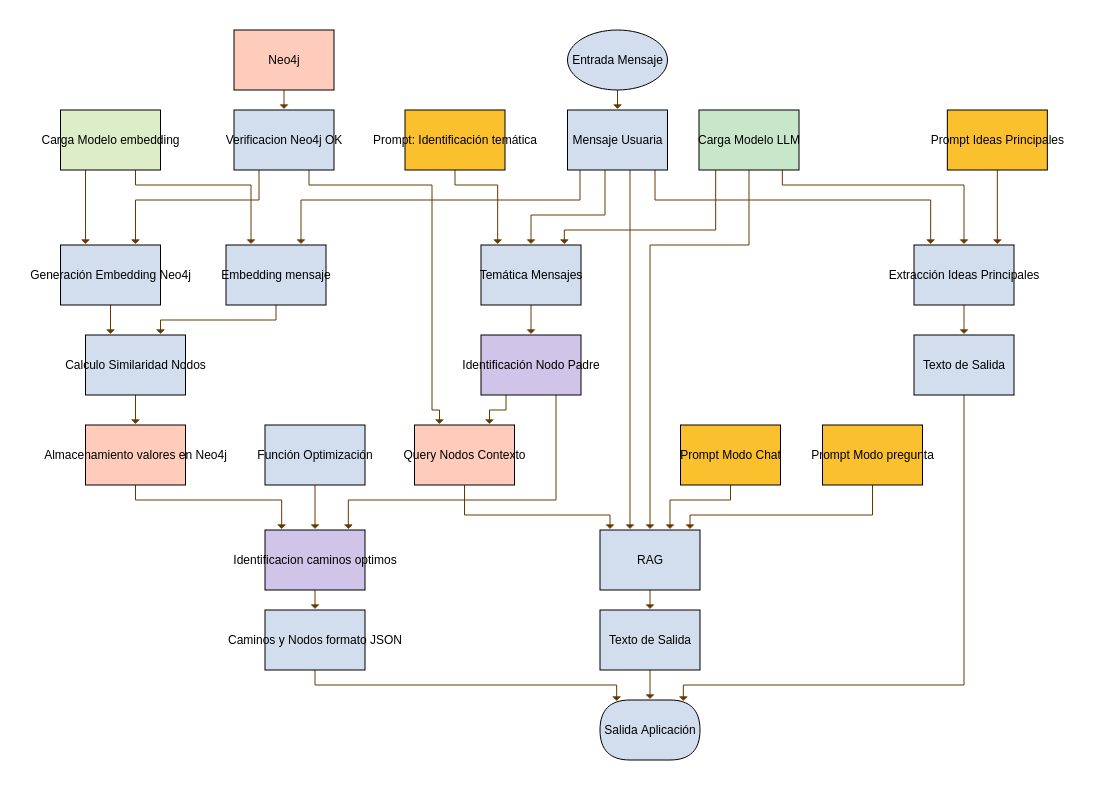 Neo4j
Entrada Mensaje
Carga Modelo embedding
Verificacion Neo4j OK
Prompt: Identificación temática
Mensaje Usuaria
Carga Modelo LLM
Prompt Ideas Principales
Generación Embedding Neo4j
Embedding mensaje
Temática Mensajes
Extracción Ideas Principales
Calculo Similaridad Nodos
Identificación Nodo Padre
Texto de Salida
Almacenamiento valores en Neo4j
Función Optimización
Query Nodos Contexto
Prompt Modo Chat
Prompt Modo pregunta
Identificacion caminos optimos
RAG
Caminos y Nodos formato JSON
Texto de Salida
Salida Aplicación